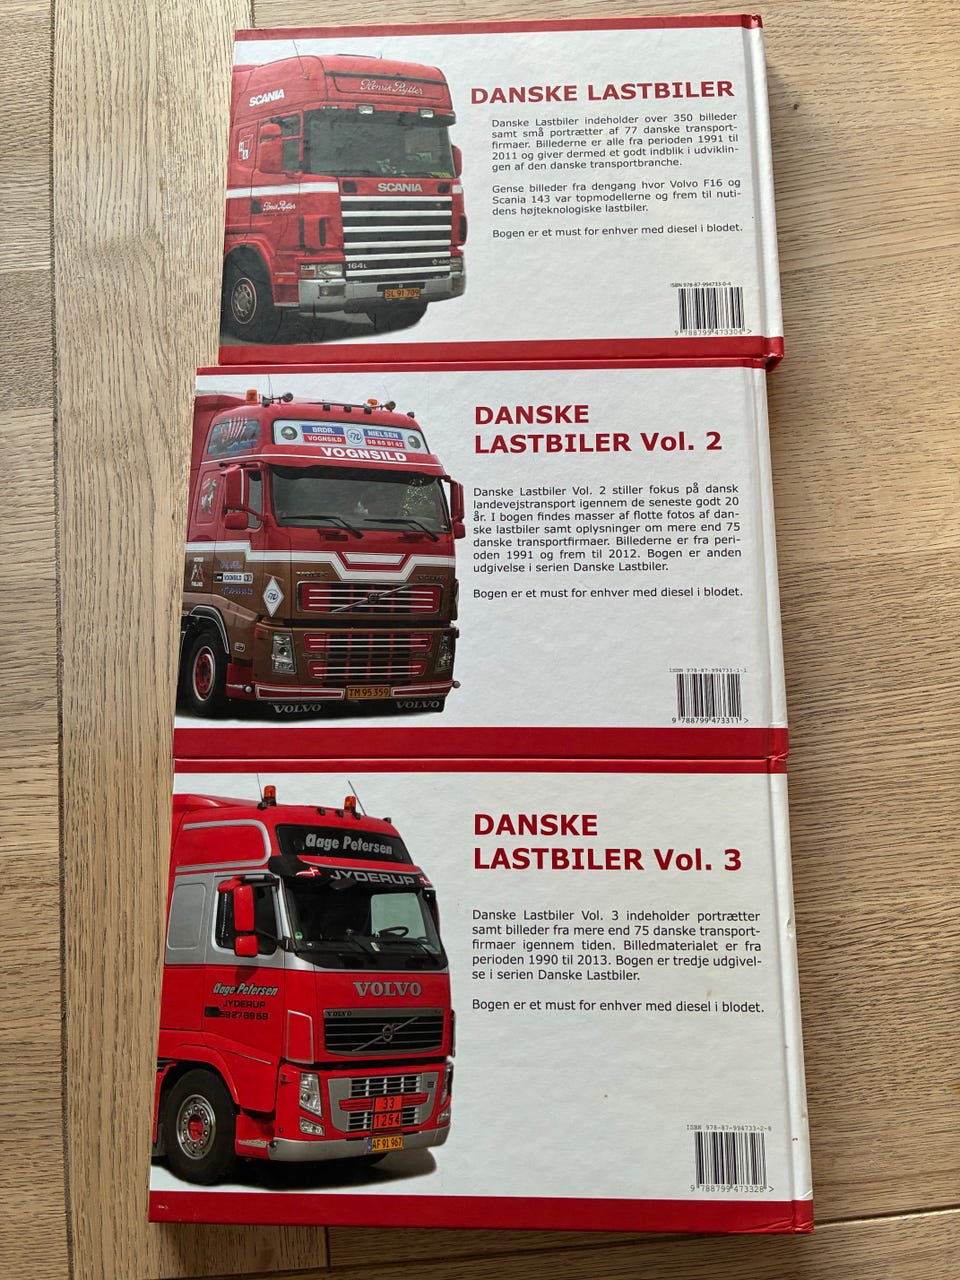 SCANIA
Henrik Rytter
SCANIA
164L
480
SL 91 709
DANSKE LASTBILER
Danske Lastbiler indeholder over 350 billeder
samt små portrætter af 77 danske transport-
firmaer. Billederne er alle fra perioden 1991 til
2011 og giver dermed et godt indblik i udviklin-
gen af den danske transportbranche.
Gense billeder fra dengang hvor Volvo F16 og
Scania 143 var topmodellerne og frem til nuti-
dens højteknologiske lastbiler.
Bogen er et must for enhver med diesel i blodet.
ISBN 978-87-994733-0-4
9 788799 473304 >
BRDR. NIELSEN
VOGNSILD 98 65 81 42
VOGNSILD
VOGNSILD
TM 95 359
VOLVO VOLVO
DANSKE
LASTBILER Vol. 2
Danske Lastbiler Vol. 2 stiller fokus på dansk
landevejstransport igennem de seneste godt 20
år. I bogen findes masser af flotte fotos af dan-
ske lastbiler samt oplysninger om mere end 75
danske transportfirmaer. Billederne er fra peri-
oden 1991 og frem til 2012. Bogen er anden
udgivelse i serien Danske Lastbiler.
Bogen er et must for enhver med diesel i blodet.
ISBN 978-87-994733-1-1
9 788799 473311 >
Aage Petersen
JYDERUP
VOLVO
VOLVO
Aage Petersen
JYDERUP
59276959
33
1254
AF 91 967
DANSKE
LASTBILER Vol. 3
Danske Lastbiler Vol. 3 indeholder portrætter
samt billeder fra mere end 75 danske transport-
firmaer igennem tiden. Billedmaterialet er fra
perioden 1990 til 2013. Bogen er tredje udgivel-
se i serien Danske Lastbiler.
Bogen er et must for enhver med diesel i blodet.
ISBN 978-87-994733-2-8
9 788799 473328 >